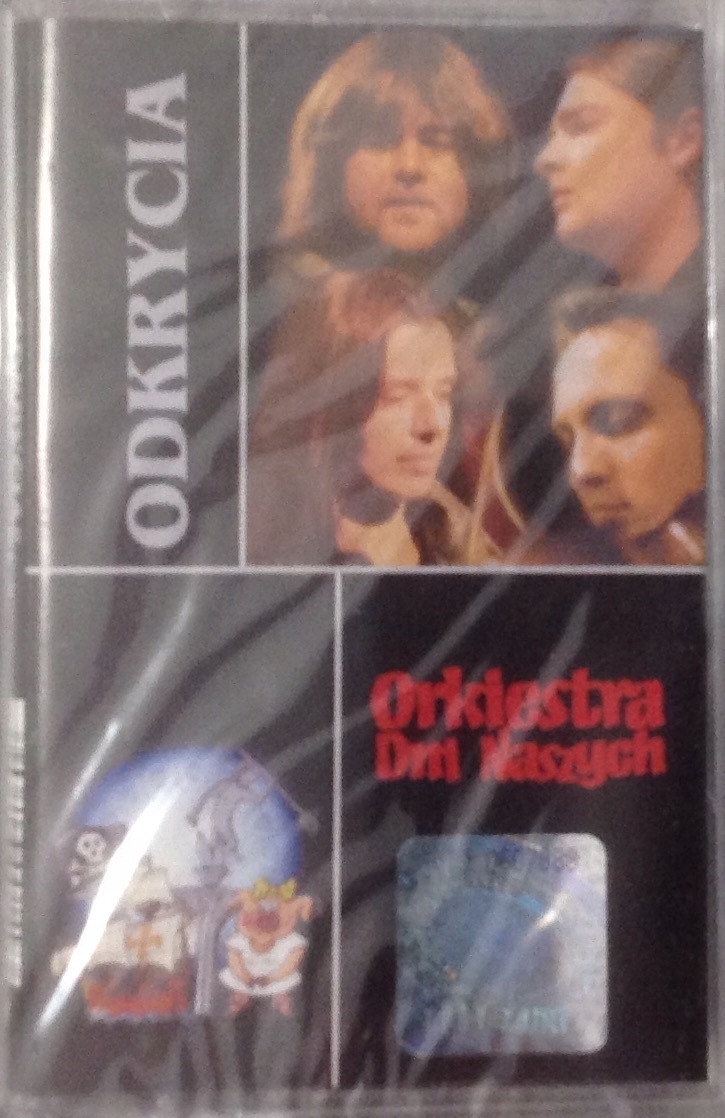 ODKRYCIA
Orkiestra
Dni Naszych